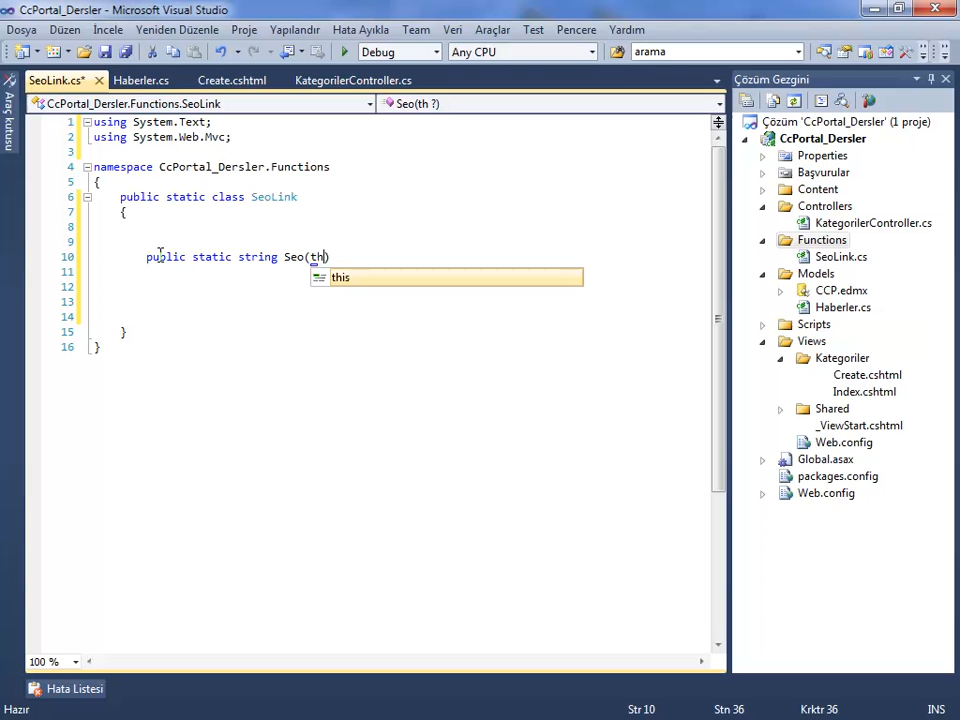 CcPortal_Dersler - Microsoft Visual Studio
Dosya Düzen İncele Yeniden Düzenle Proje Yapılandır Hata Ayıkla Team Veri Araçlar Test Pencere Yardım
Debug Any CPU arama
SeoLink.cs* Haberler.cs Create.cshtml KategorilerController.cs
CcPortal_Dersler.Functions.SeoLink Seo(th ?)
Araç kutusu
1 using System.Text;
2 using System.Web.Mvc;
3
4 namespace CcPortal_Dersler.Functions
5 {
6 public static class SeoLink
7 {
8
9
10 public static string Seo(th)
11 this
12
13
14
15 }
16 }
100 %
Çözüm Gezgini
Çözüm 'CcPortal_Dersler' (1 proje)
CcPortal_Dersler
Properties
Başvurular
Content
Controllers
KategorilerController.cs
Functions
SeoLink.cs
Models
CCP.edmx
Haberler.cs
Scripts
Views
Kategoriler
Create.cshtml
Index.cshtml
Shared
_ViewStart.cshtml
Web.config
Global.asax
packages.config
Web.config
Hata Listesi
Hazır Str 10 Stn 36 Krktr 36 INS